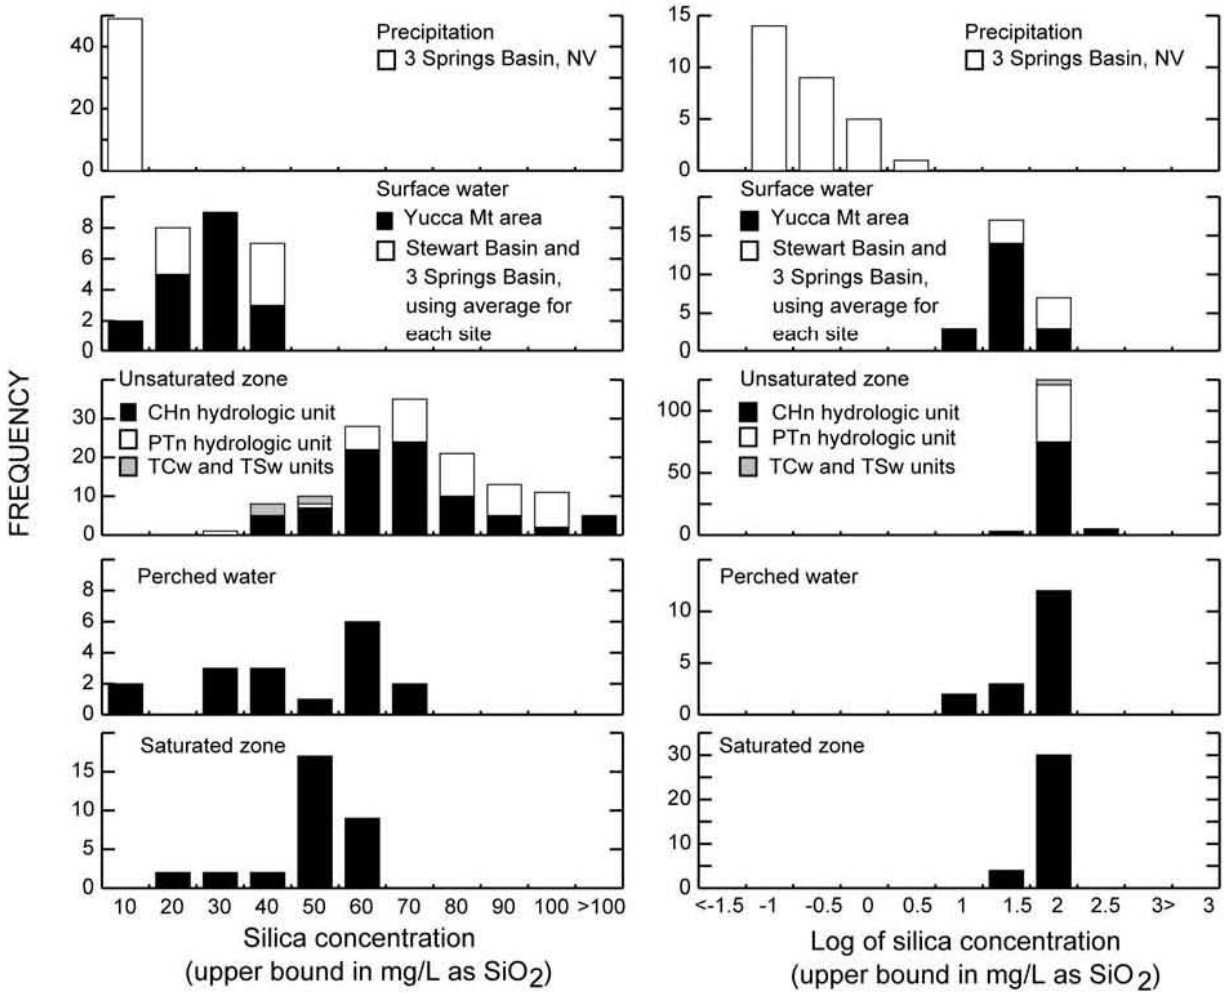 FREQUENCY
40
20
0
Precipitation
3 Springs Basin, NV
8
6
4
2
0
Surface water
Yucca Mt area
Stewart Basin and
3 Springs Basin,
using average for
each site
30
20
10
0
Unsaturated zone
CHn hydrologic unit
PTn hydrologic unit
TCw and TSw units
8
6
4
2
0
Perched water
15
10
5
0
Saturated zone
10 20 30 40 50 60 70 80 90 100 >100
Silica concentration
(upper bound in mg/L as SiO2)
15
10
5
0
Precipitation
3 Springs Basin, NV
15
10
5
0
Surface water
Yucca Mt area
Stewart Basin and
3 Springs Basin,
using average for
each site
100
50
0
Unsaturated zone
CHn hydrologic unit
PTn hydrologic unit
TCw and TSw units
10
5
0
Perched water
30
20
10
0
Saturated zone
<-1.5 -1 -0.5 0 0.5 1 1.5 2 2.5 3> 3
Log of silica concentration
(upper bound in mg/L as SiO2)